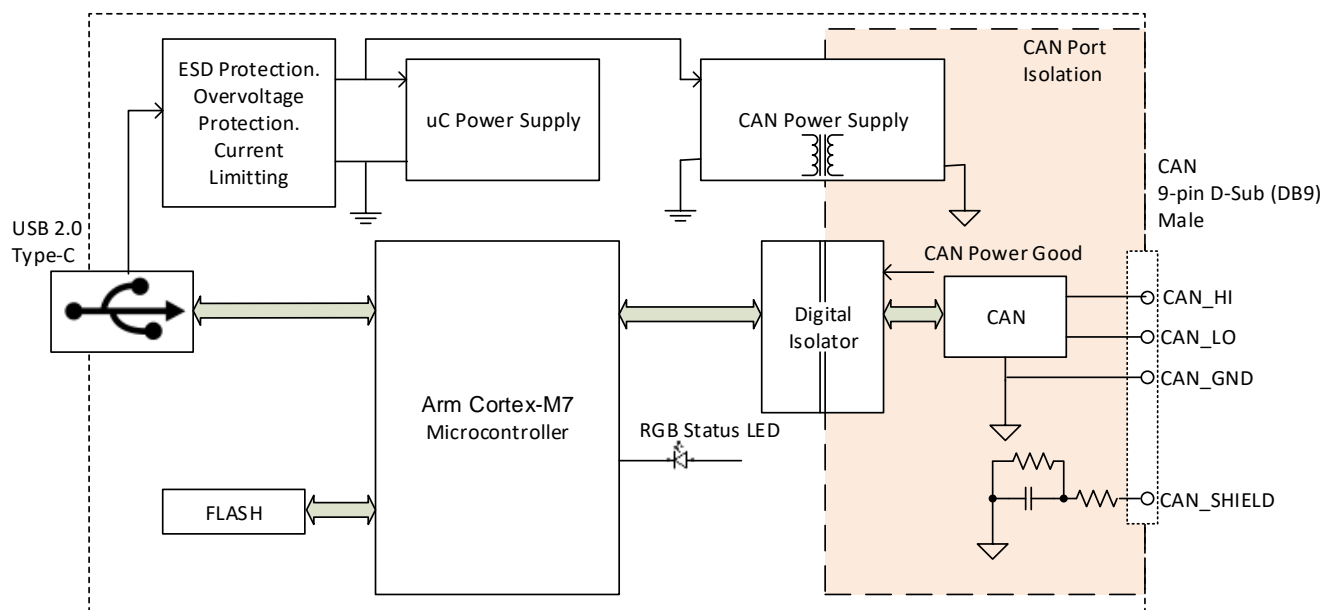 ESD Protection.
Overvoltage
Protection.
Current
Limitting
uC Power Supply
CAN Power Supply
CAN Port
Isolation
CAN
9-pin D-Sub (DB9)
Male
USB 2.0
Type-C
CAN Power Good
Digital
Isolator
CAN
CAN_HI
CAN_LO
CAN_GND
Arm Cortex-M7
Microcontroller
RGB Status LED
FLASH
CAN_SHIELD